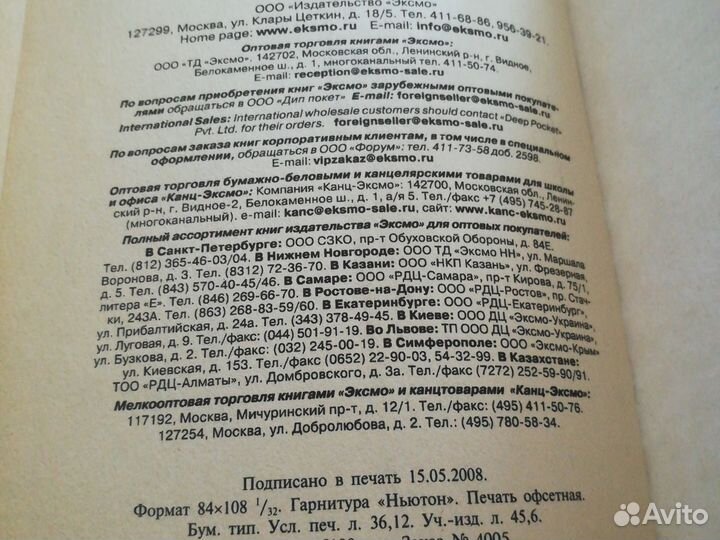 ООО «Издательство «Эксмо»
127299, Москва, ул. Клары Цеткин, д. 18/5. Тел. 411-68-86, 956-39-21.
Home page: www.eksmo.ru E-mail: info@eksmo.ru
Оптовая торговля книгами «Эксмо»:
ООО «ТД «Эксмо». 142702, Московская обл., Ленинский р-н, г. Видное,
Белокаменное ш., д. 1, многоканальный тел. 411-50-74.
E-mail: reception@eksmo-sale.ru
По вопросам приобретения книг «Эксмо» зарубежными оптовыми покупате-
лями обращаться в ООО «Дип покет» E-mail: foreignseller@eksmo-sale.ru
International Sales: International wholesale customers should contact «Deep Pocket»
Pvt. Ltd. for their orders. foreignseller@eksmo-sale.ru
По вопросам заказа книг корпоративным клиентам, в том числе в специальном
оформлении, обращаться в ООО «Форум»: тел. 411-73-58 доб. 2598.
E-mail: vipzakaz@eksmo.ru
Оптовая торговля бумажно-беловыми и канцелярскими товарами для школы
и офиса «Канц-Эксмо»: Компания «Канц-Эксмо»: 142700, Московская обл., Ленин-
ский р-н, г. Видное-2, Белокаменное ш., д. 1, а/я 5. Тел./факс +7 (495) 745-28-87
(многоканальный). e-mail: kanc@eksmo-sale.ru, сайт: www.kanc-eksmo.ru
Полный ассортимент книг издательства «Эксмо» для оптовых покупателей:
В Санкт-Петербурге: ООО СЗКО, пр-т Обуховской Обороны, д. 84Е.
Тел. (812) 365-46-03/04. В Нижнем Новгороде: ООО ТД «Эксмо НН», ул. Маршала
Воронова, д. 3. Тел. (8312) 72-36-70. В Казани: ООО «НКП Казань», ул. Фрезерная,
д. 5. Тел. (843) 570-40-45/46. В Самаре: ООО «РДЦ-Самара», пр-т Кирова, д. 75/1,
литера «Е». Тел. (846) 269-66-70. В Ростове-на-Дону: ООО «РДЦ-Ростов», пр. Стач-
ки, 243А. Тел. (863) 268-83-59/60. В Екатеринбурге: ООО «РДЦ-Екатеринбург»,
ул. Прибалтийская, д. 24а. Тел. (343) 378-49-45. В Киеве: ООО ДЦ «Эксмо-Украина»,
ул. Луговая, д. 9. Тел./факс: (044) 501-91-19. Во Львове: ТП ООО ДЦ «Эксмо-Украина»,
ул. Бузкова, д. 2. Тел./факс (032) 245-00-19. В Симферополе: ООО «Эксмо-Крым»
ул. Киевская, д. 153. Тел./факс (0652) 22-90-03, 54-32-99. В Казахстане:
ТОО «РДЦ-Алматы», ул. Домбровского, д. 3а. Тел./факс (7272) 252-59-90/91.
Мелкооптовая торговля книгами «Эксмо» и канцтоварами «Канц-Эксмо»:
117192, Москва, Мичуринский пр-т, д. 12/1. Тел./факс: (495) 411-50-76.
127254, Москва, ул. Добролюбова, д. 2. Тел.: (495) 780-58-34.
Подписано в печать 15.05.2008.
Формат 84×108 1/32. Гарнитура «Ньютон». Печать офсетная.
Бум. тип. Усл. печ. л. 36,12. Уч.-изд. л. 45,6.
Заказ № 4005
Avito